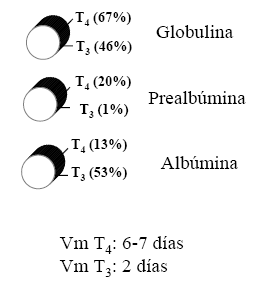 T4 (67%)
Globulina
T3 (46%)
T4 (20%)
Prealbúmina
T3 (1%)
T4 (13%)
Albúmina
T3 (53%)
Vm T4: 6-7 días
Vm T3: 2 días